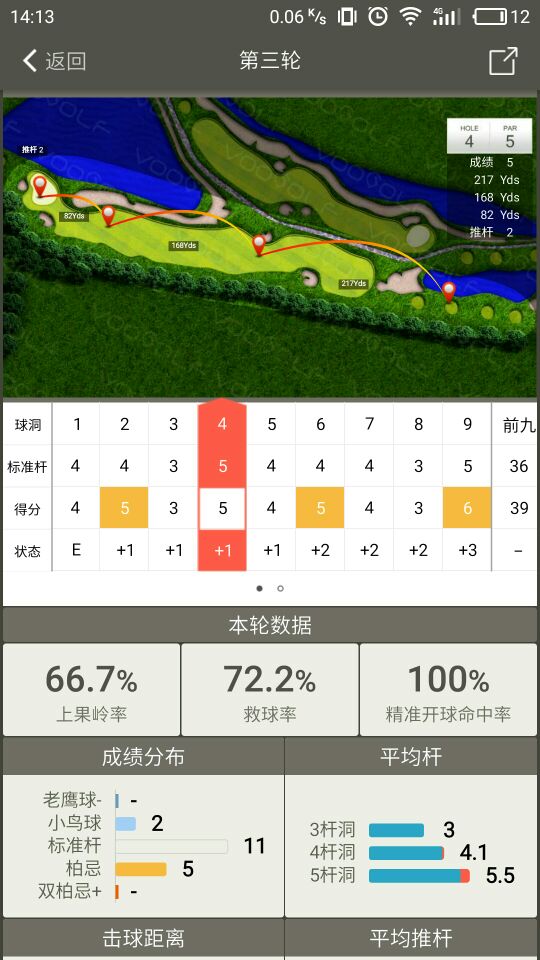 14:13 0.06 K/s 4G 12
返回 第三轮
VOOGOLF
HOLE PAR
4 5
成绩 5
217 Yds
168 Yds
82 Yds
推杆 2
推杆 2
82Yds
168Yds
217Yds
球洞 1 2 3 4 5 6 7 8 9 前九
标准杆 4 4 3 5 4 4 4 3 5 36
得分 4 5 3 5 4 5 4 3 6 39
状态 E +1 +1 +1 +1 +2 +2 +2 +3 –
本轮数据
66.7% 72.2% 100%
上果岭率 救球率 精准开球命中率
成绩分布 平均杆
老鹰球- -
小鸟球 2
标准杆 11
柏忌 5
双柏忌+ -
3杆洞 3
4杆洞 4.1
5杆洞 5.5
击球距离 平均推杆